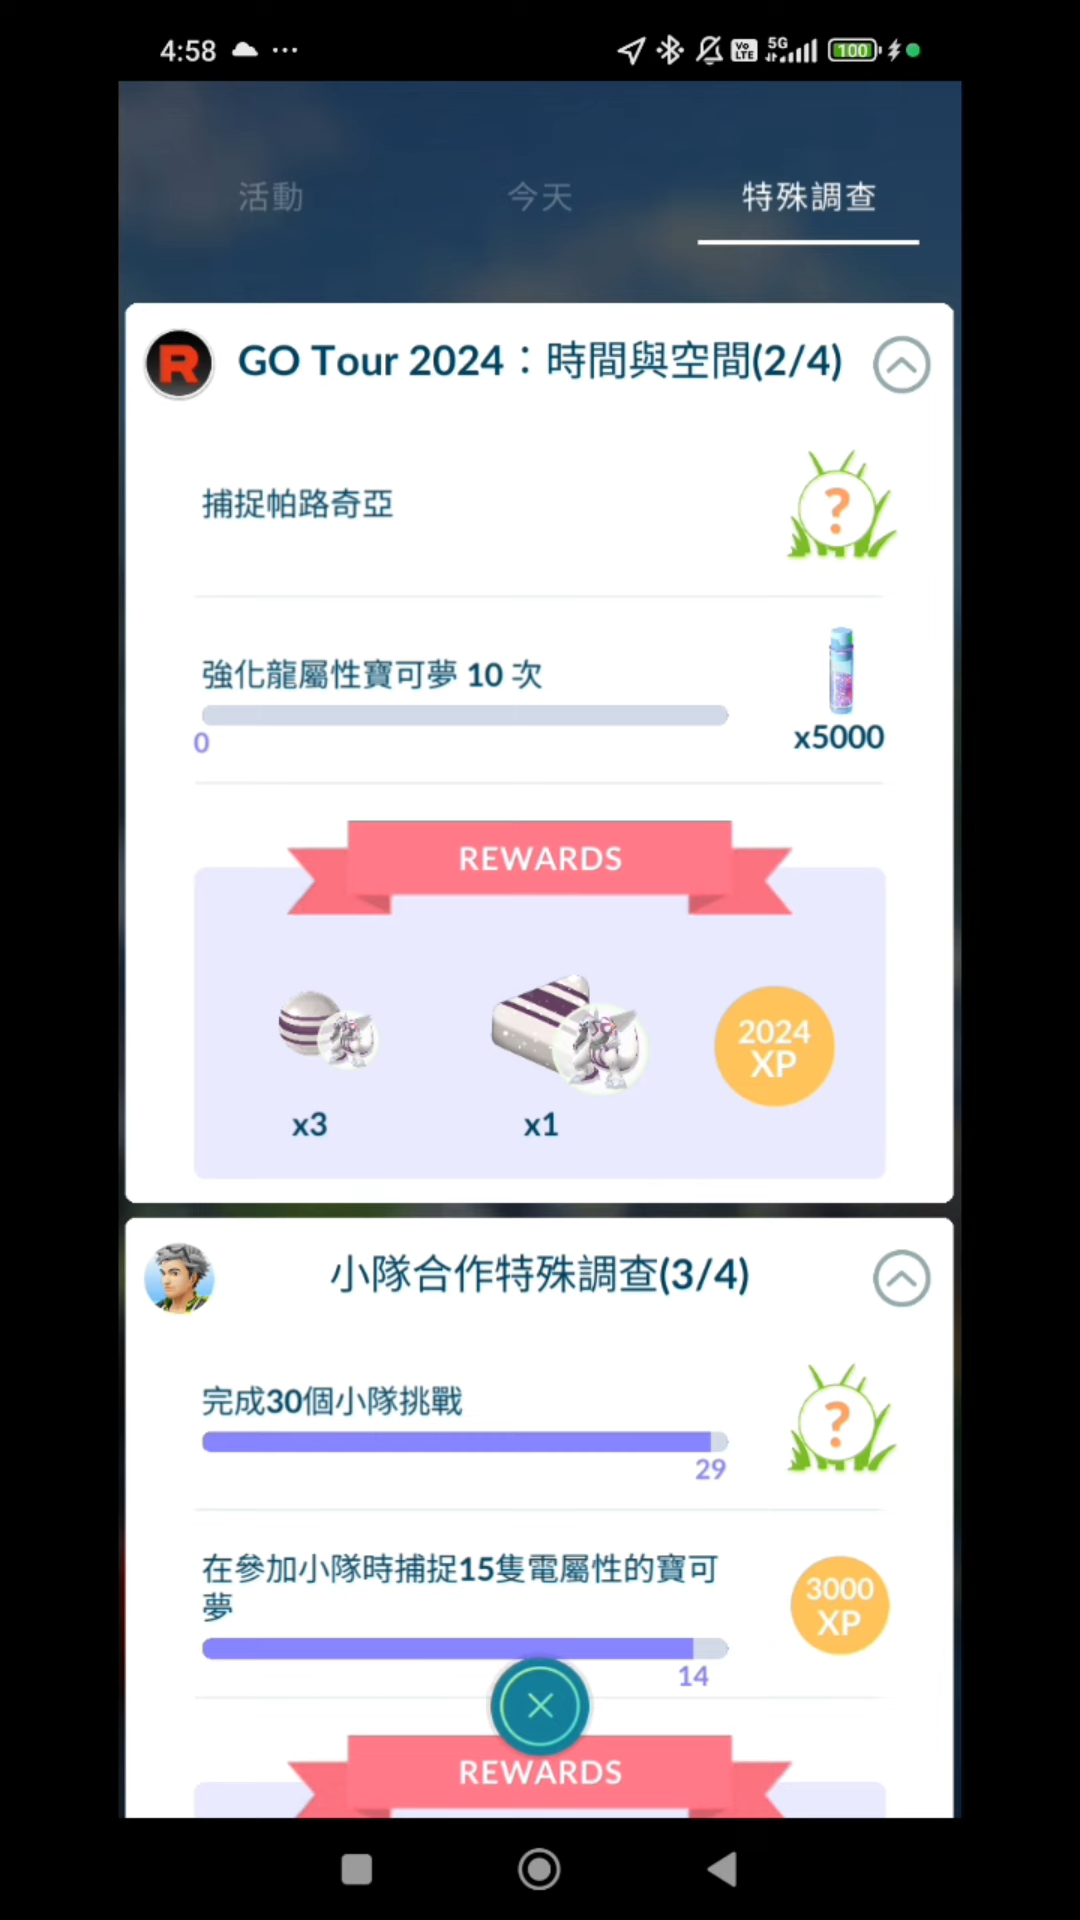 4:58
Vo
LTE
5G
100
活動
今天
特殊調查
R
GO Tour 2024：時間與空間(2/4)
捕捉帕路奇亞
?
強化龍屬性寶可夢 10 次
0
x5000
REWARDS
x3
x1
2024
XP
小隊合作特殊調查(3/4)
完成30個小隊挑戰
29
?
在參加小隊時捕捉15隻電屬性的寶可
夢
14
3000
XP
REWARDS